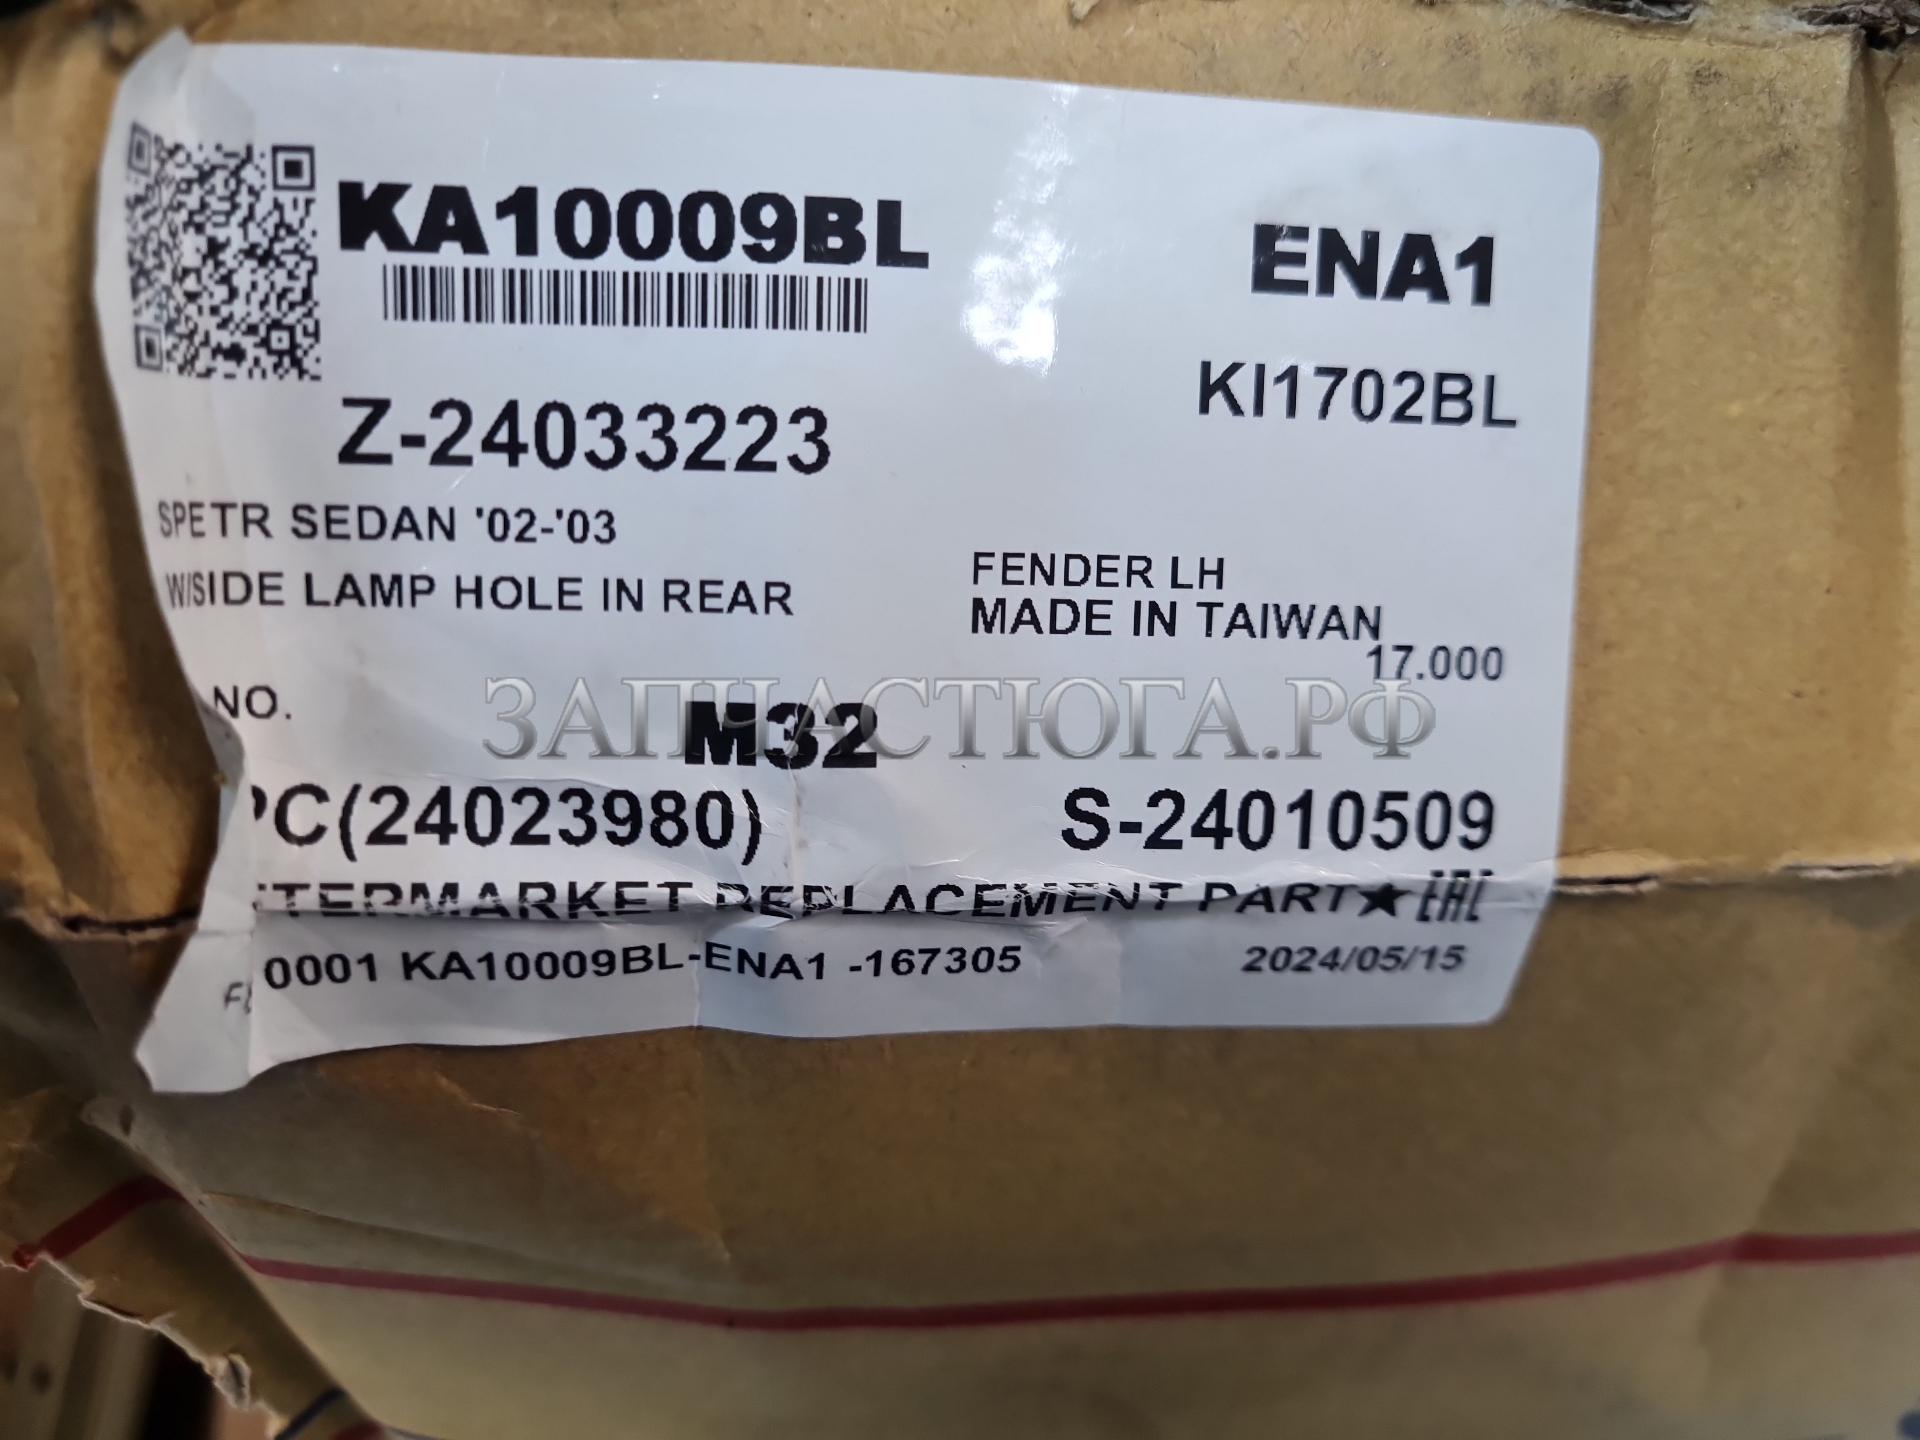 KA10009BL
ENA1
Z-24033223
KI1702BL
SPETR SEDAN '02-'03
W/SIDE LAMP HOLE IN REAR
FENDER LH
MADE IN TAIWAN
17.000
NO.
M32
ЗАПЧАСТЮГА.РФ
PC(24023980)
S-24010509
FTERMARKET REPLACEMENT PART★EAC
0001 KA10009BL-ENA1 -167305
2024/05/15